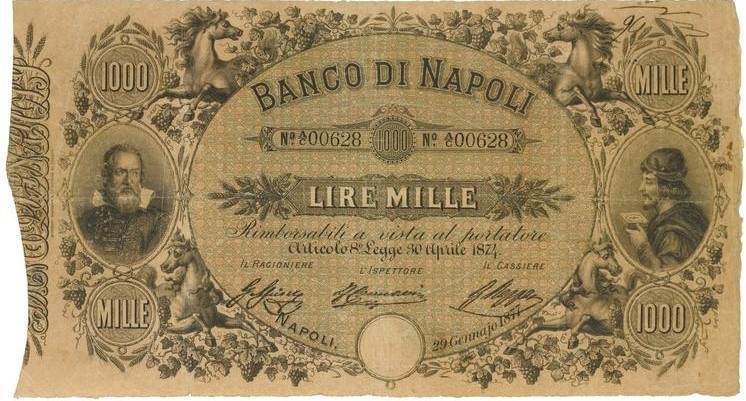 1000
MILLE
BANCO DI NAPOLI
No. A/C 00628 1000 No. A/C 00628
LIRE MILLE
Rimborsabili a vista al portatore
Articolo 8° Legge 30 Aprile 1874.
IL RAGIONIERE L'ISPETTORE IL CASSIERE
MILLE
NAPOLI.
29 Gennajo 1877
1000